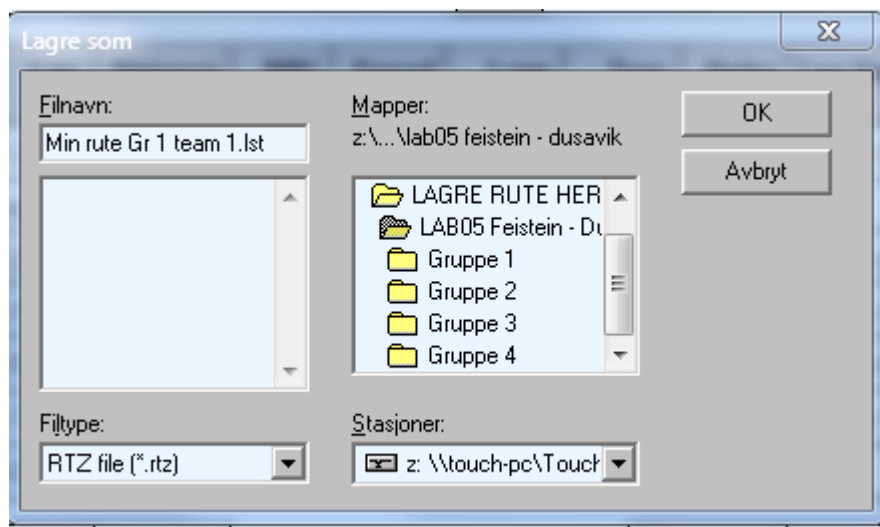 Lagre som
Filnavn:
Min rute Gr 1 team 1.lst
Filtype:
RTZ file (*.rtz)
Mapper:
z:\...\lab05 feistein - dusavik
LAGRE RUTE HER
LAB05 Feistein - Du
Gruppe 1
Gruppe 2
Gruppe 3
Gruppe 4
Stasjoner:
z: \\touch-pc\Touch
OK
Avbryt